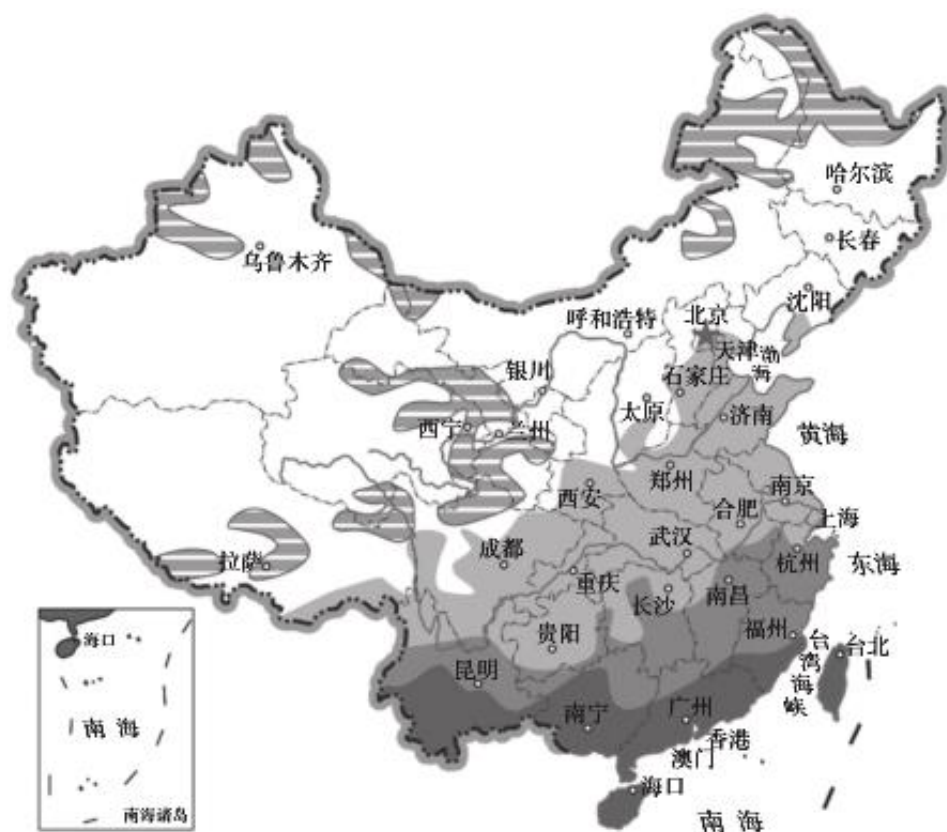 哈尔滨
长春
乌鲁木齐
沈阳
呼和浩特
北京
天津
渤海
银川
石家庄
太原
济南
西宁
兰州
黄海
郑州
西安
南京
合肥
上海
成都
武汉
杭州
东海
拉萨
重庆
长沙
南昌
贵阳
福州
台湾海峡
台北
昆明
南宁
广州
香港
澳门
海口
南海
海口
南海
南海诸岛